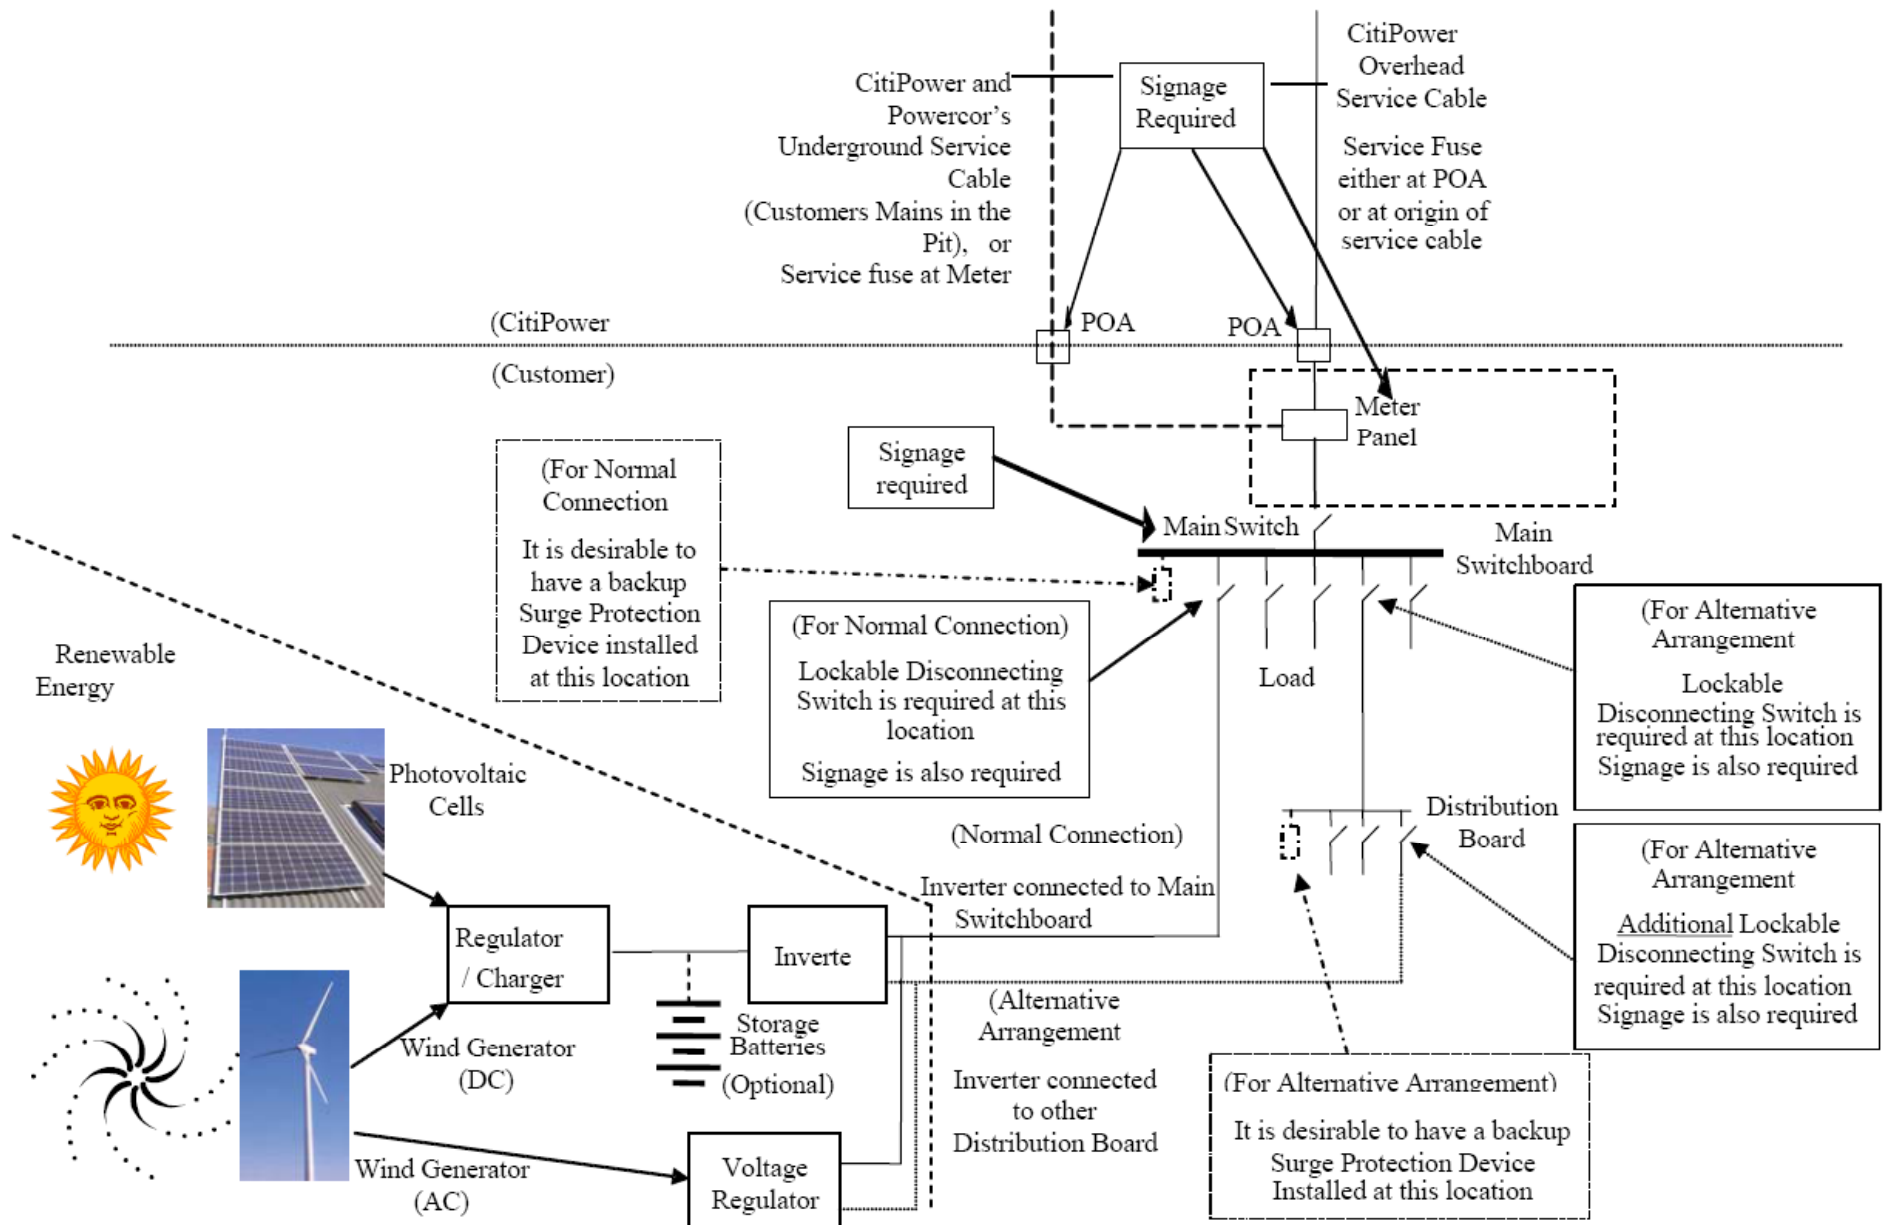 CitiPower and
Powercor's
Underground Service
Cable
(Customers Mains in the
Pit), or
Service fuse at Meter
Signage
Required
CitiPower
Overhead
Service Cable
Service Fuse
either at POA
or at origin of
service cable
(CitiPower
POA
POA
(Customer)
Meter
Panel
Signage
required
(For Normal
Connection
It is desirable to
have a backup
Surge Protection
Device installed
at this location
Main Switch
Main
Switchboard
(For Normal Connection)
Lockable Disconnecting
Switch is required at this
location
Signage is also required
Load
(For Alternative
Arrangement
Lockable
Disconnecting Switch is
required at this location
Signage is also required
Renewable
Energy
Photovoltaic
Cells
(Normal Connection)
Distribution
Board
(For Alternative
Arrangement
Additional Lockable
Disconnecting Switch is
required at this location
Signage is also required
Inverter connected to Main
Switchboard
Regulator
/ Charger
Inverte
Storage
Batteries
(Optional)
Wind Generator
(DC)
(Alternative
Arrangement
Inverter connected
to other
Distribution Board
(For Alternative Arrangement)
It is desirable to have a backup
Surge Protection Device
Installed at this location
Wind Generator
(AC)
Voltage
Regulator